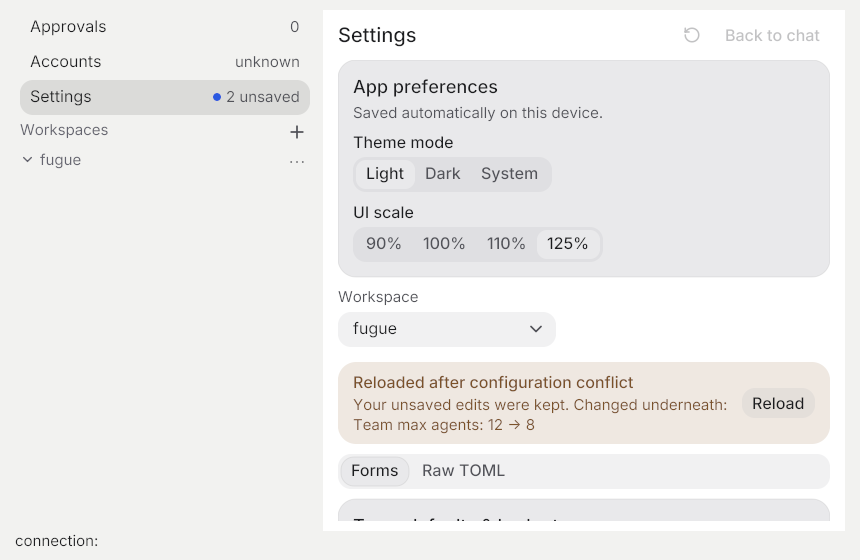 Approvals 0
Accounts unknown
Settings 2 unsaved
Workspaces
fugue
connection:
Settings
Back to chat
App preferences
Saved automatically on this device.
Theme mode
Light Dark System
UI scale
90% 100% 110% 125%
Workspace
fugue
Reloaded after configuration conflict
Your unsaved edits were kept. Changed underneath:
Team max agents: 12 → 8
Reload
Forms Raw TOML